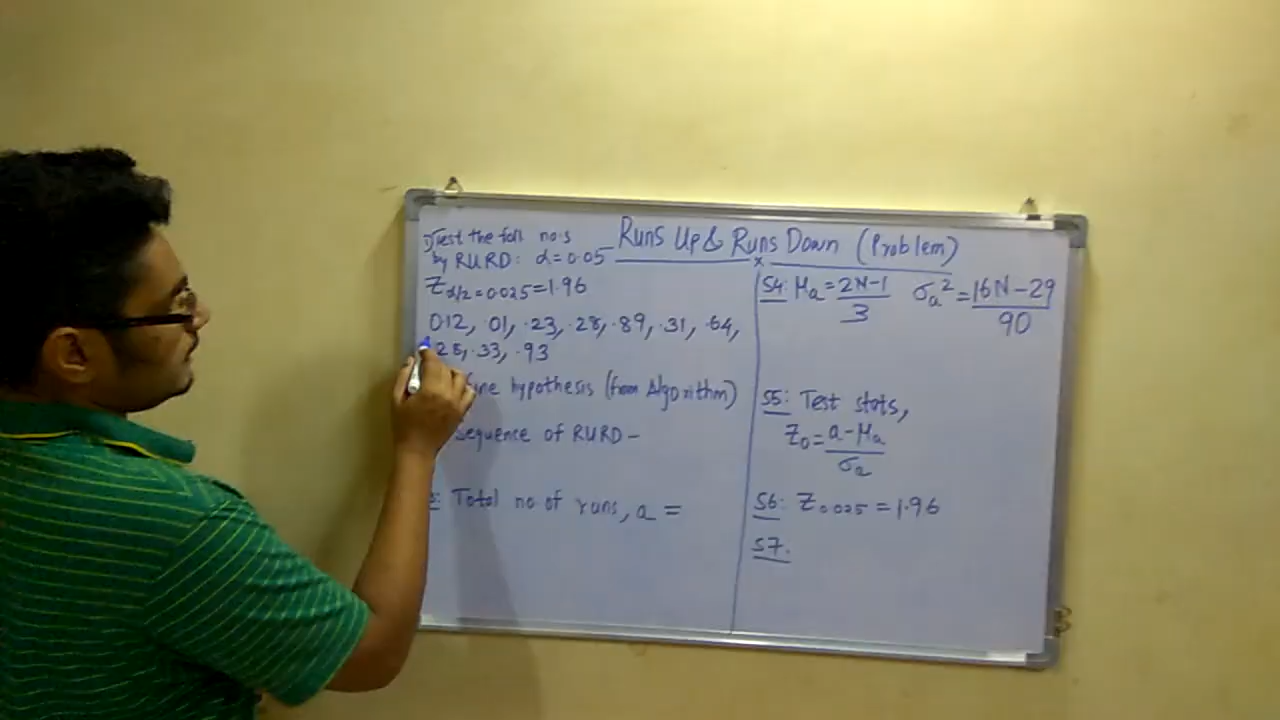 Runs Up & Runs Down (Problem)
Test the foll no.s
by RURD: α=0.05
Z α/2 = 0.025 = 1.96
0.12, .01, .23, .28, .89, .31, .64,
.33, .93
hypothesis (from Algorithm)
Sequence of RURD -
Total no of runs, a =
S4: μa = 2N-1 / 3 σa² = 16N-29 / 90
S5: Test stats,
Z0 = a-μa / σa
S6: Z0.025 = 1.96
S7.